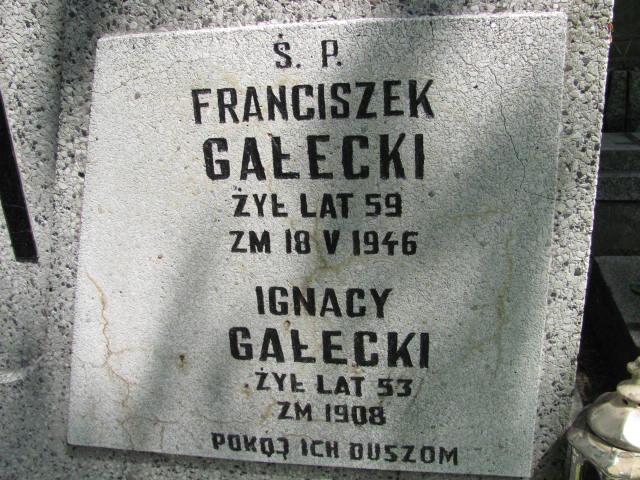 Ś. P.
FRANCISZEK
GAŁECKI
ŻYŁ LAT 59
ZM 18 V 1946
IGNACY
GAŁECKI
ŻYŁ LAT 53
ZM 1908
POKÓJ ICH DUSZOM